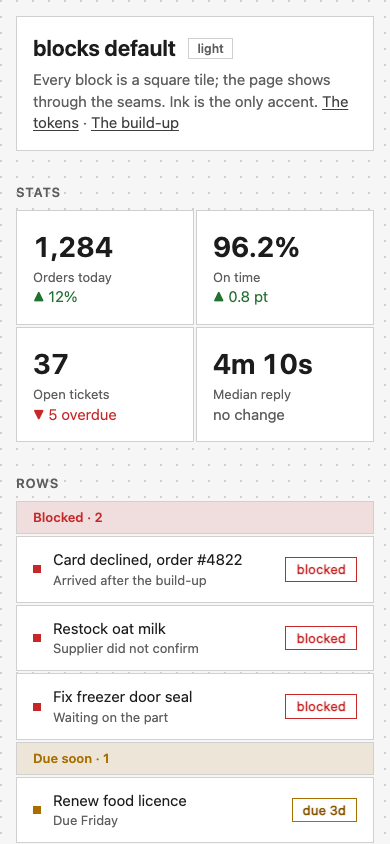 blocks default
light
Every block is a square tile; the page shows
through the seams. Ink is the only accent. The
tokens · The build-up
STATS
1,284
Orders today
▲ 12%
96.2%
On time
▲ 0.8 pt
37
Open tickets
▼ 5 overdue
4m 10s
Median reply
no change
ROWS
Blocked · 2
Card declined, order #4822
Arrived after the build-up
blocked
Restock oat milk
Supplier did not confirm
blocked
Fix freezer door seal
Waiting on the part
blocked
Due soon · 1
Renew food licence
Due Friday
due 3d